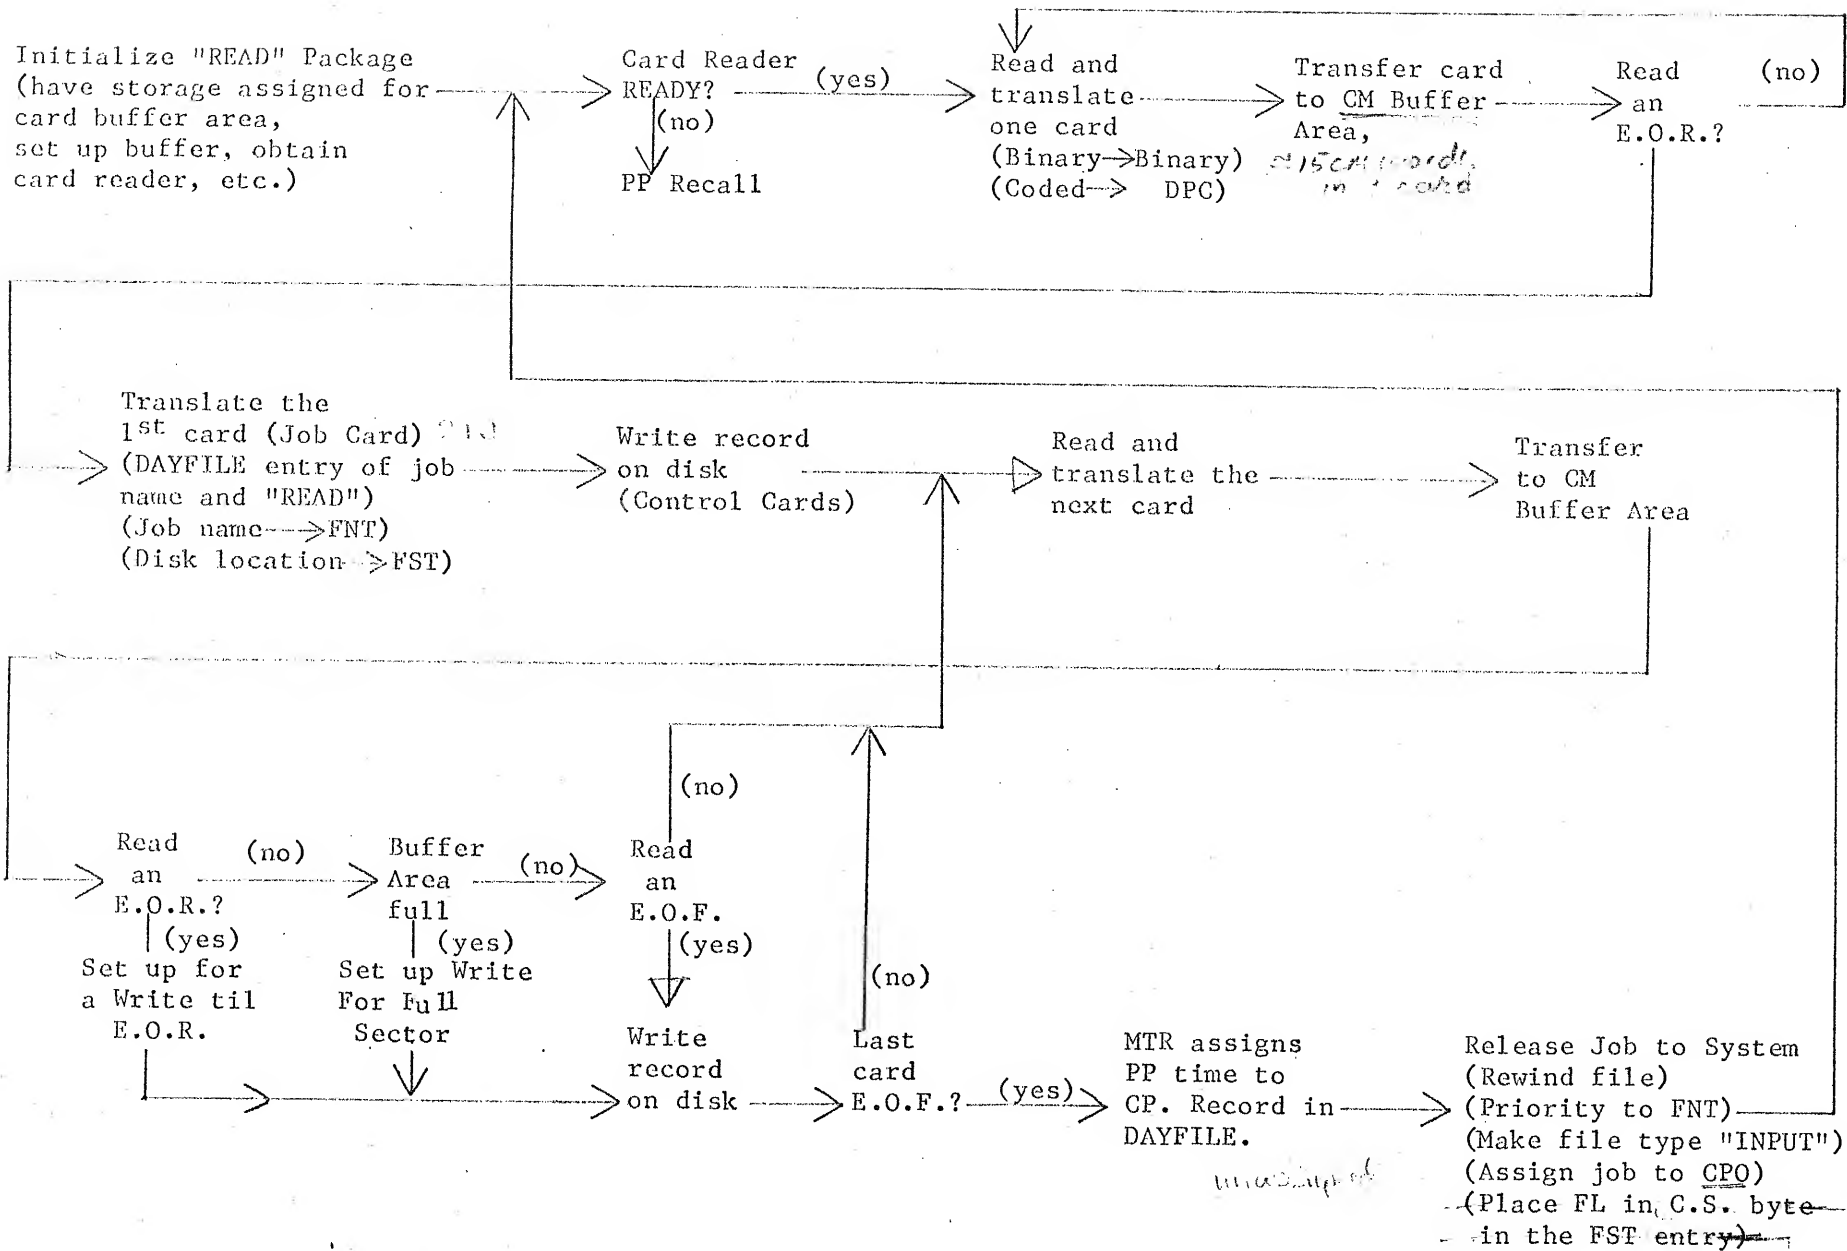 Initialize "READ" Package
(have storage assigned for
card buffer area,
set up buffer, obtain
card reader, etc.)
Card Reader
READY?
(yes)
(no)
PP Recall
Read and
translate
one card
(Binary->Binary)
(Coded-> DPC)
Transfer card
to CM Buffer
Area,
Read
an
E.O.R.?
(no)
Translate the
1st card (Job Card)
(DAYFILE entry of job
name and "READ")
(Job name--->FNT)
(Disk location->FST)
Write record
on disk
(Control Cards)
Read and
translate the
next card
Transfer
to CM
Buffer Area
Read
an
E.O.R.?
(no)
(yes)
Set up for
a Write til
E.O.R.
Buffer
Area
full
(no)
(yes)
Set up Write
For Full
Sector
(no)
Read
an
E.O.F.
(yes)
Write
record
on disk
(no)
Last
card
E.O.F.?
(yes)
MTR assigns
PP time to
CP. Record in
DAYFILE.
Release Job to System
(Rewind file)
(Priority to FNT)
(Make file type "INPUT")
(Assign job to CPO)
(Place FL in C.S. byte
in the FST entry)